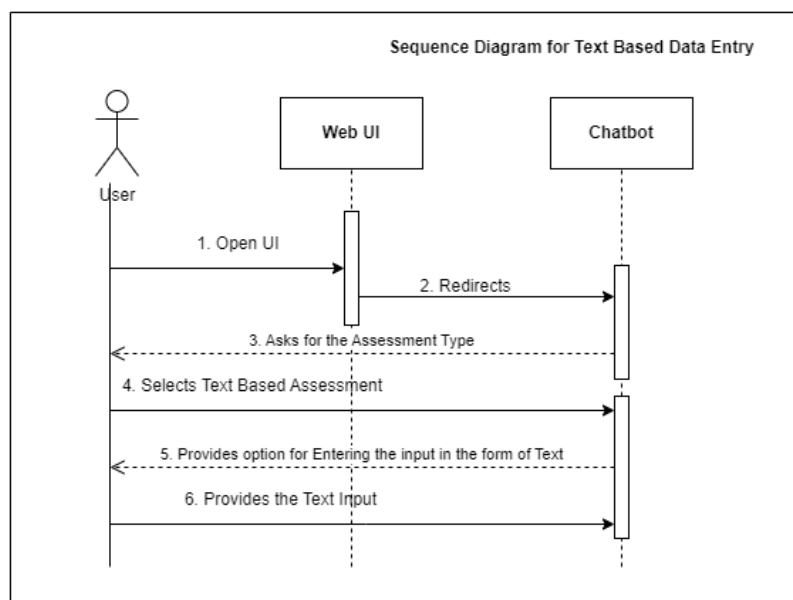 Sequence Diagram for Text Based Data Entry
Web UI
Chatbot
User
1. Open UI
2. Redirects
3. Asks for the Assessment Type
4. Selects Text Based Assessment
5. Provides option for Entering the input in the form of Text
6. Provides the Text Input